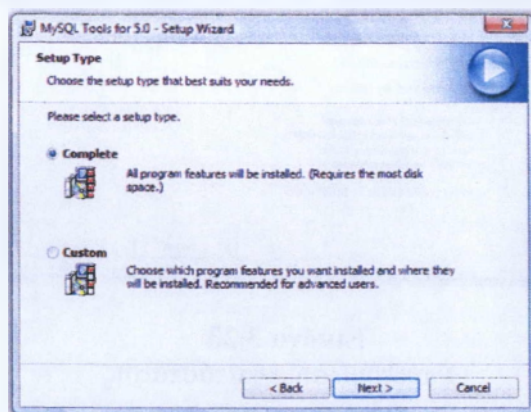 MySQL Tools for 5.0 - Setup Wizard
Setup Type
Choose the setup type that best suits your needs.
Please select a setup type.
Complete
All program features will be installed. (Requires the most disk
space.)
Custom
Choose which program features you want installed and where they
will be installed. Recommended for advanced users.
< Back
Next >
Cancel